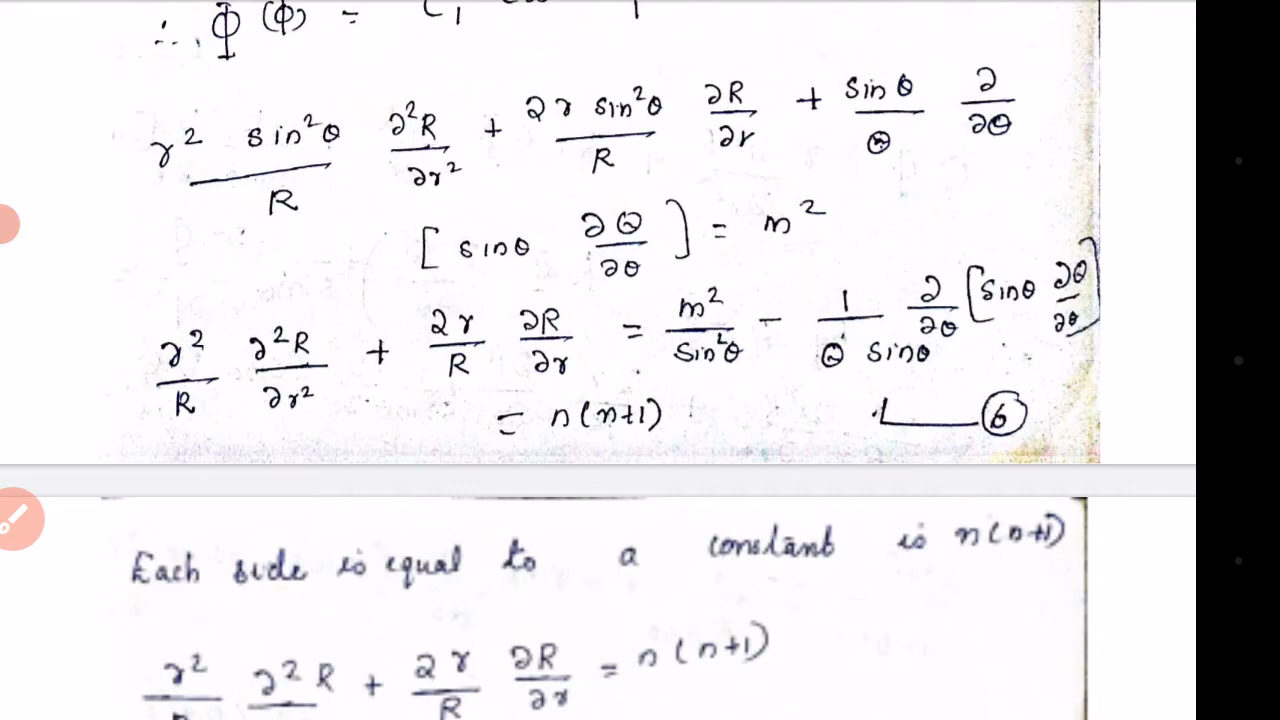 ∴ Φ (Φ) = C₁
r² sin²θ/R ∂²R/∂r² + 2r sin²θ/R ∂R/∂r + sinθ/Θ ∂/∂θ
[sinθ ∂Θ/∂θ] = m²
r²/R ∂²R/∂r² + 2r/R ∂R/∂r = m²/sin²θ - 1/Θ sinθ ∂/∂θ [sinθ ∂θ/∂θ]
= n(n+1) ⑥
Each side is equal to a constant is n(n+1)
r² ∂²R + 2r/R ∂R/∂r = n(n+1)